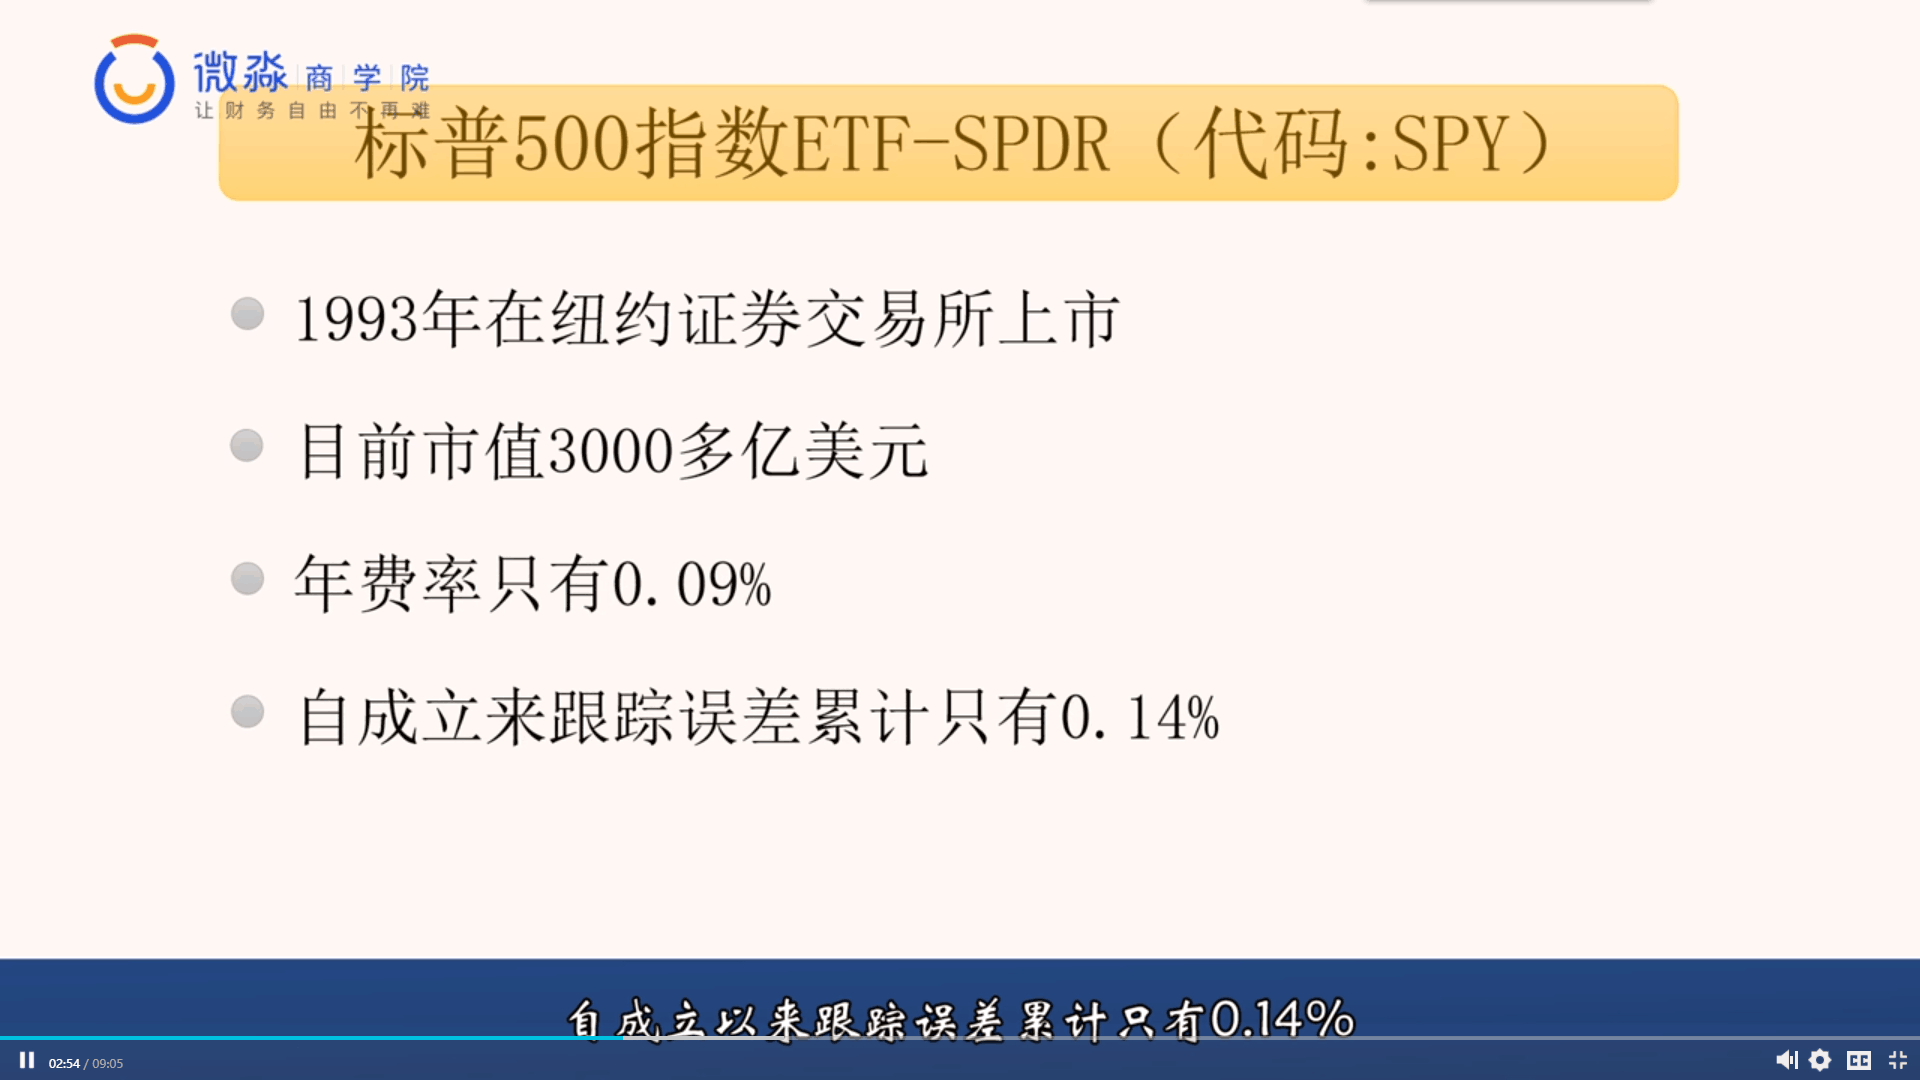 微淼 商学院
让财务自由不再难
标普500指数ETF-SPDR（代码:SPY）
1993年在纽约证券交易所上市
目前市值3000多亿美元
年费率只有0.09%
自成立来跟踪误差累计只有0.14%
自成立以来跟踪误差累计只有0.14%
02:54 / 09:05
CC